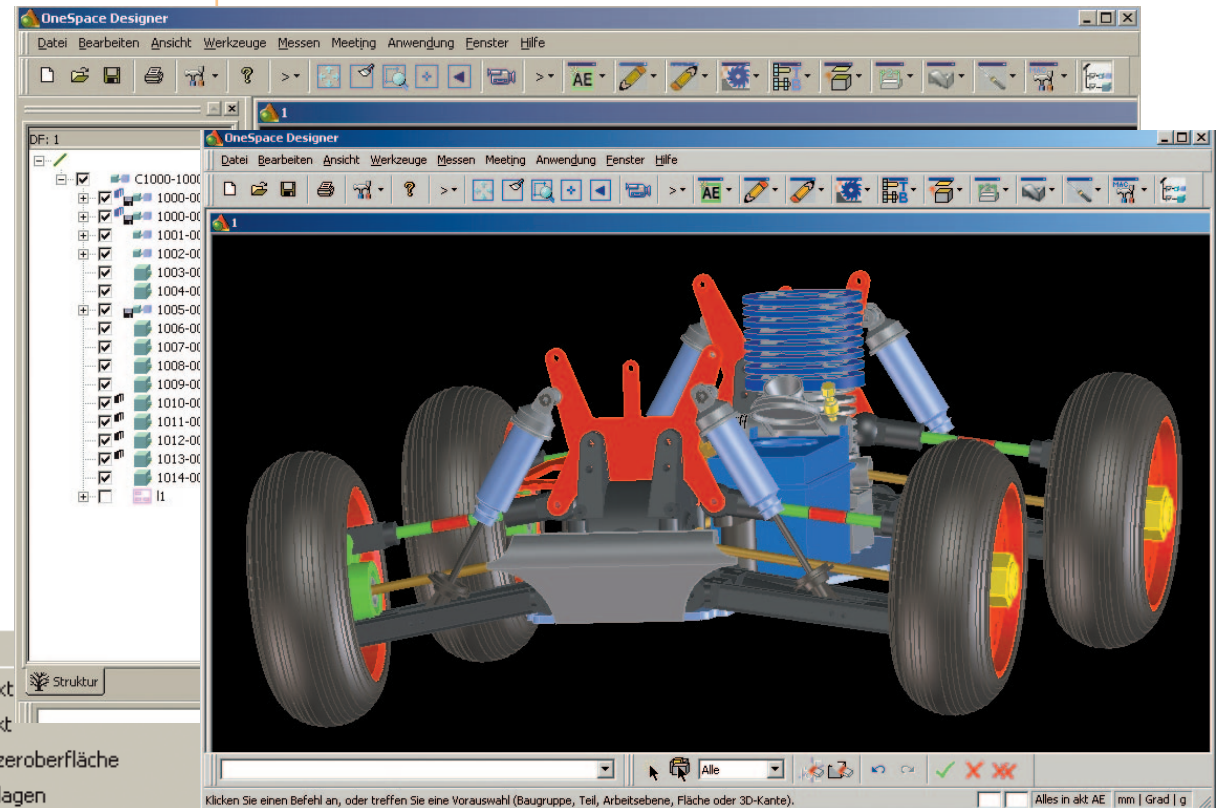 OneSpace Designer
Datei Bearbeiten Ansicht Werkzeuge Messen Meeting Anwendung Fenster Hilfe
AE
1
DF: 1
C1000-1000
1000-00
1000-00
1001-00
1002-00
1003-00
1004-00
1005-00
1006-00
1007-00
1008-00
1009-00
1010-00
1011-00
1012-00
1013-00
1014-00
l1
Struktur
OneSpace Designer
Datei Bearbeiten Ansicht Werkzeuge Messen Meeting Anwendung Fenster Hilfe
AE
1
Alle
Klicken Sie einen Befehl an, oder treffen Sie eine Vorauswahl (Baugruppe, Teil, Arbeitsebene, Fläche oder 3D-Kante). Alles in akt AE mm | Grad | g
kt
kt
zeroberfläche
lagen